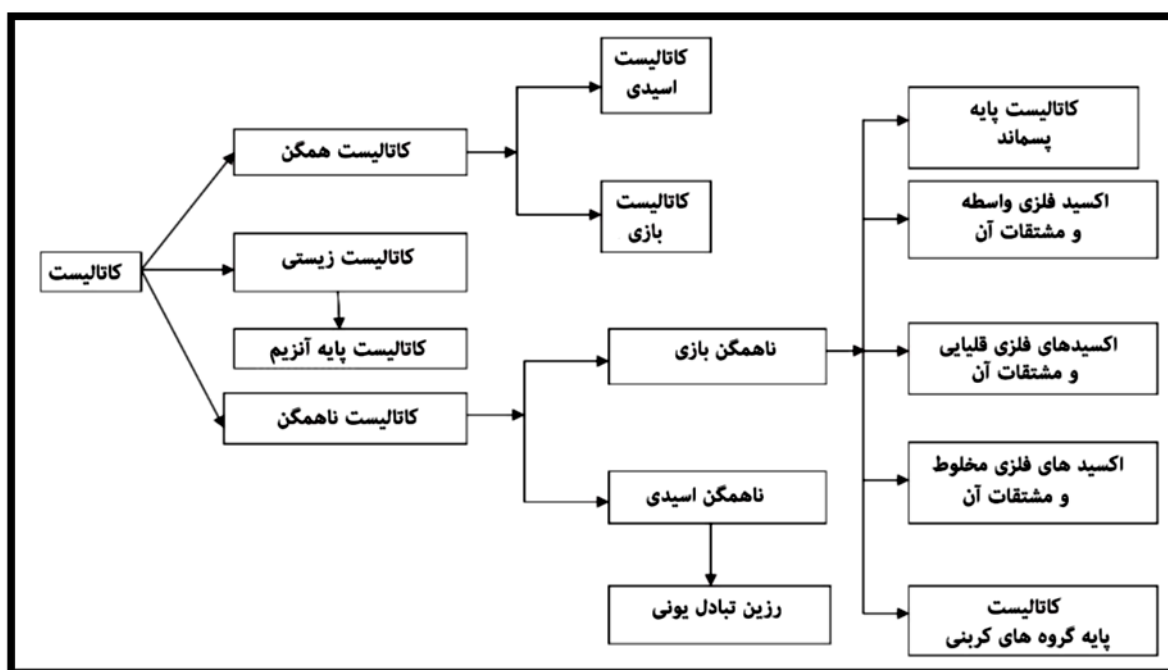 کاتالیست
کاتالیست همگن
کاتالیست
اسیدی
کاتالیست
بازی
کاتالیست زیستی
کاتالیست پایه آنزیم
کاتالیست ناهمگن
ناهمگن بازی
کاتالیست پایه
پسماند
اکسید فلزی واسطه
و مشتقات آن
اکسیدهای فلزی قلیایی
و مشتقات آن
اکسید های فلزی مخلوط
و مشتقات آن
کاتالیست
پایه گروه های کربنی
ناهمگن اسیدی
رزین تبادل یونی